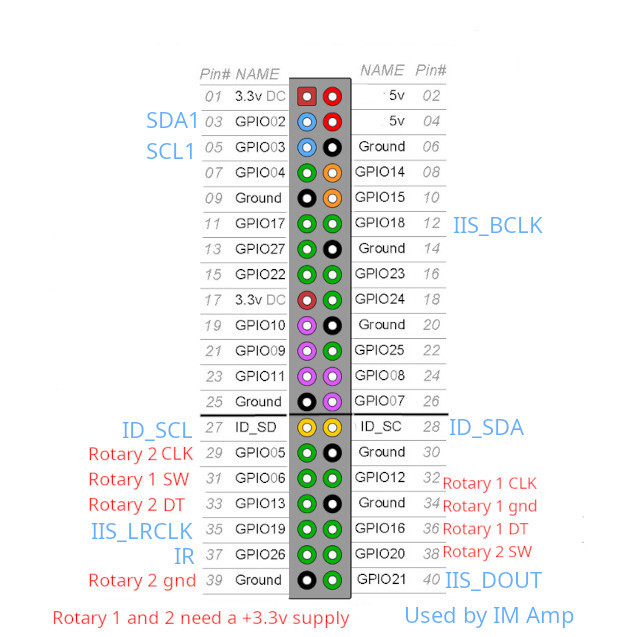 Pin# NAME NAME Pin#
01 3.3v DC 5v 02
SDA1 03 GPIO02 5v 04
SCL1 05 GPIO03 Ground 06
07 GPIO04 GPIO14 08
09 Ground GPIO15 10
11 GPIO17 GPIO18 12 IIS_BCLK
13 GPIO27 Ground 14
15 GPIO22 GPIO23 16
17 3.3v DC GPIO24 18
19 GPIO10 Ground 20
21 GPIO09 GPIO25 22
23 GPIO11 GPIO08 24
25 Ground GPIO07 26
ID_SCL 27 ID_SD ID_SC 28 ID_SDA
Rotary 2 CLK 29 GPIO05 Ground 30
Rotary 1 SW 31 GPIO06 GPIO12 32 Rotary 1 CLK
Rotary 2 DT 33 GPIO13 Ground 34 Rotary 1 gnd
IIS_LRCLK 35 GPIO19 GPIO16 36 Rotary 1 DT
IR 37 GPIO26 GPIO20 38 Rotary 2 SW
Rotary 2 gnd 39 Ground GPIO21 40 IIS_DOUT
Rotary 1 and 2 need a +3.3v supply Used by IM Amp